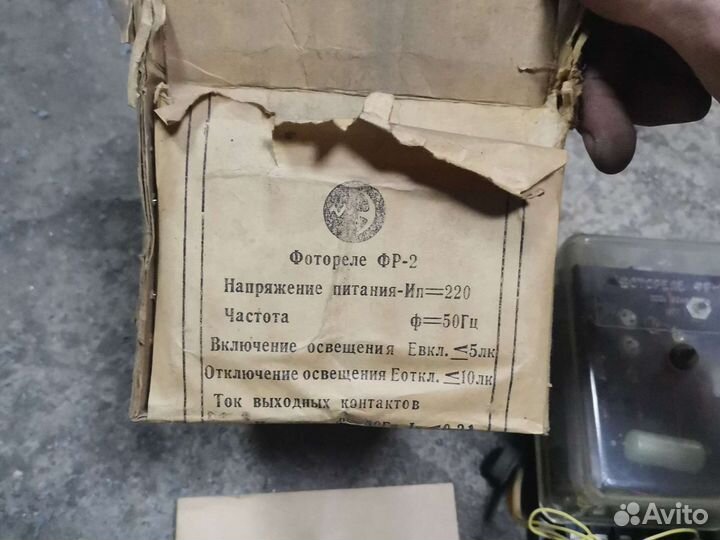 Фотореле ФР-2
Напряжение питания-Ип=220
Частота ф=50Гц
Включение освещения Евкл. ≤5лк
Отключение освещения Еоткл. ≤10лк
Ток выходных контактов
ФОТОРЕЛЕ
Avito